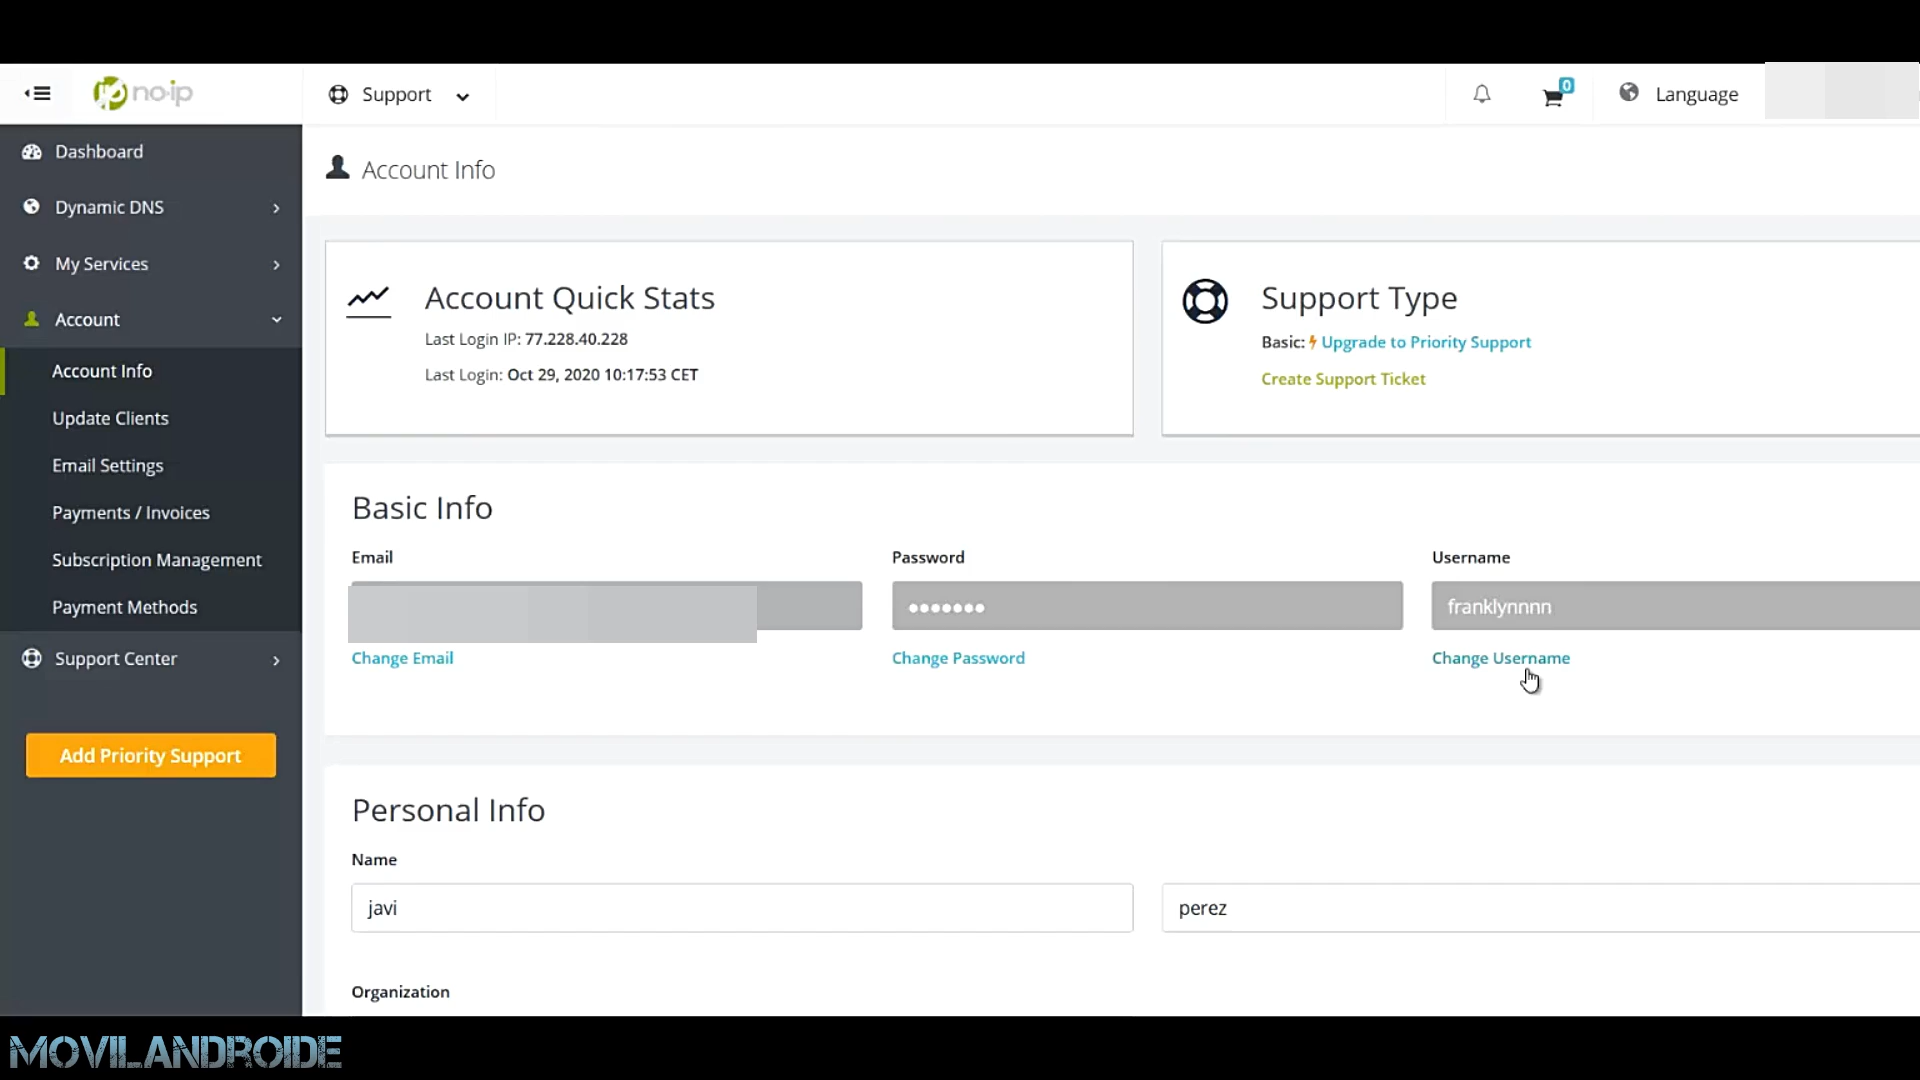 no-ip
Support
0
Language
Dashboard
Dynamic DNS
My Services
Account
Account Info
Update Clients
Email Settings
Payments / Invoices
Subscription Management
Payment Methods
Support Center
Add Priority Support
Account Info
Account Quick Stats
Last Login IP: 77.228.40.228
Last Login: Oct 29, 2020 10:17:53 CET
Support Type
Basic: Upgrade to Priority Support
Create Support Ticket
Basic Info
Email
Change Email
Password
•••••••
Change Password
Username
franklynnnn
Change Username
Personal Info
Name
javi
perez
Organization
MOVILANDROIDE